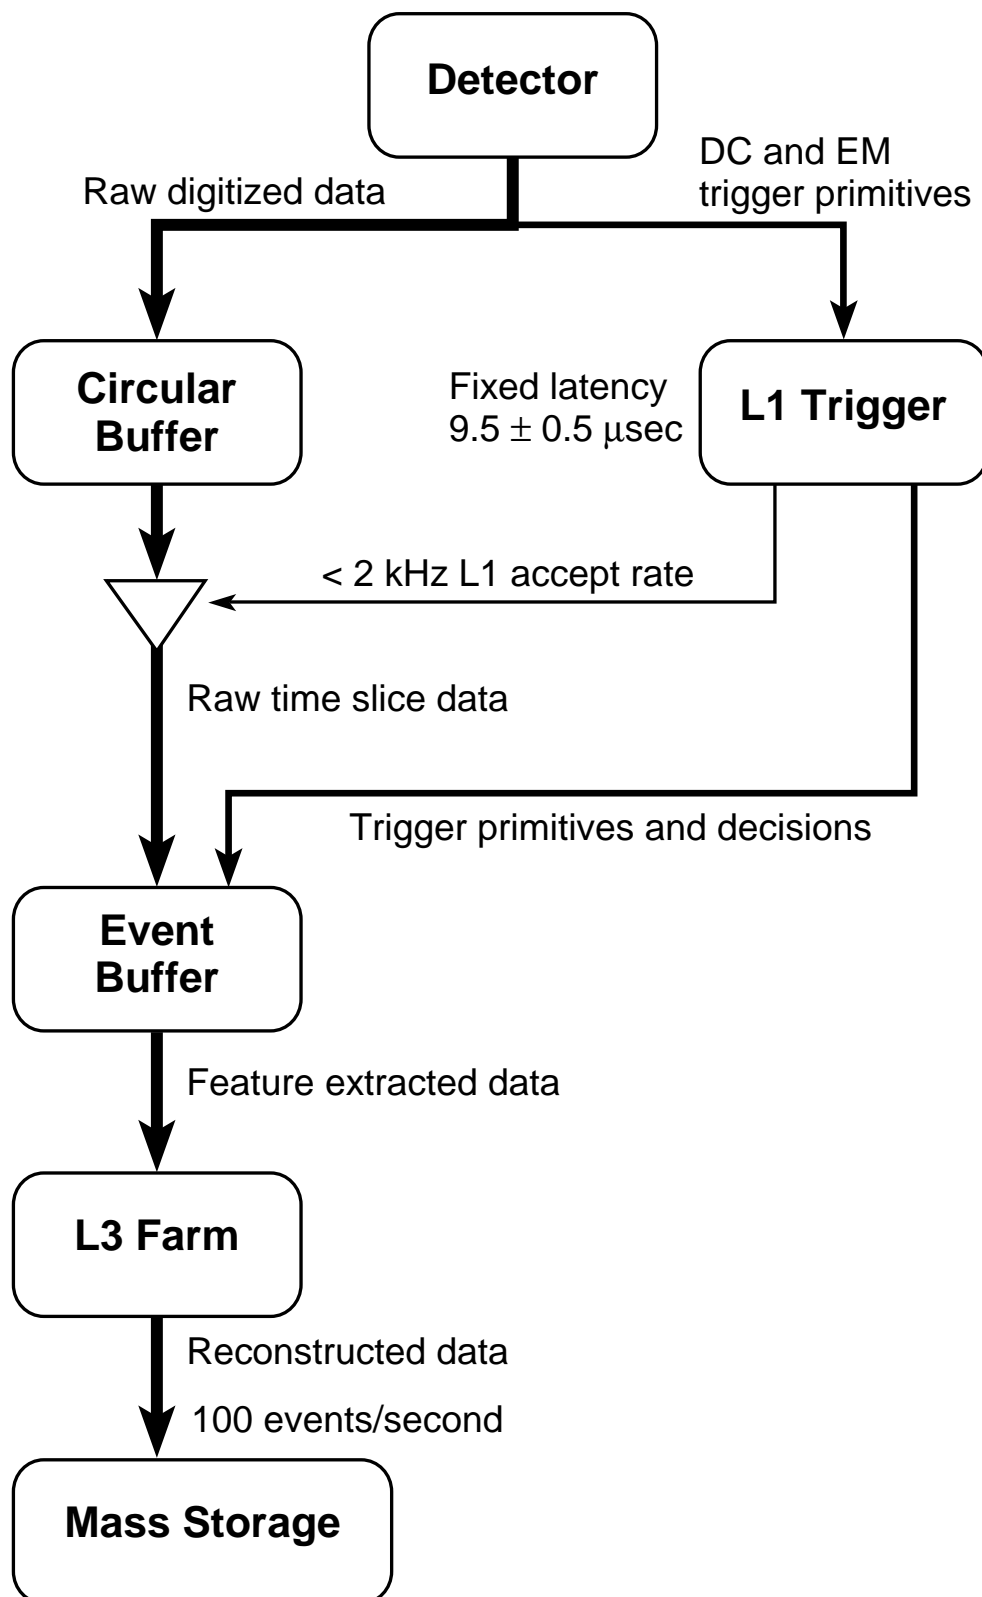 Detector
DC and EM
trigger primitives
Raw digitized data
Circular
Buffer
Fixed latency
9.5 ± 0.5 μsec
L1 Trigger
< 2 kHz L1 accept rate
Raw time slice data
Trigger primitives and decisions
Event
Buffer
Feature extracted data
L3 Farm
Reconstructed data
100 events/second
Mass Storage